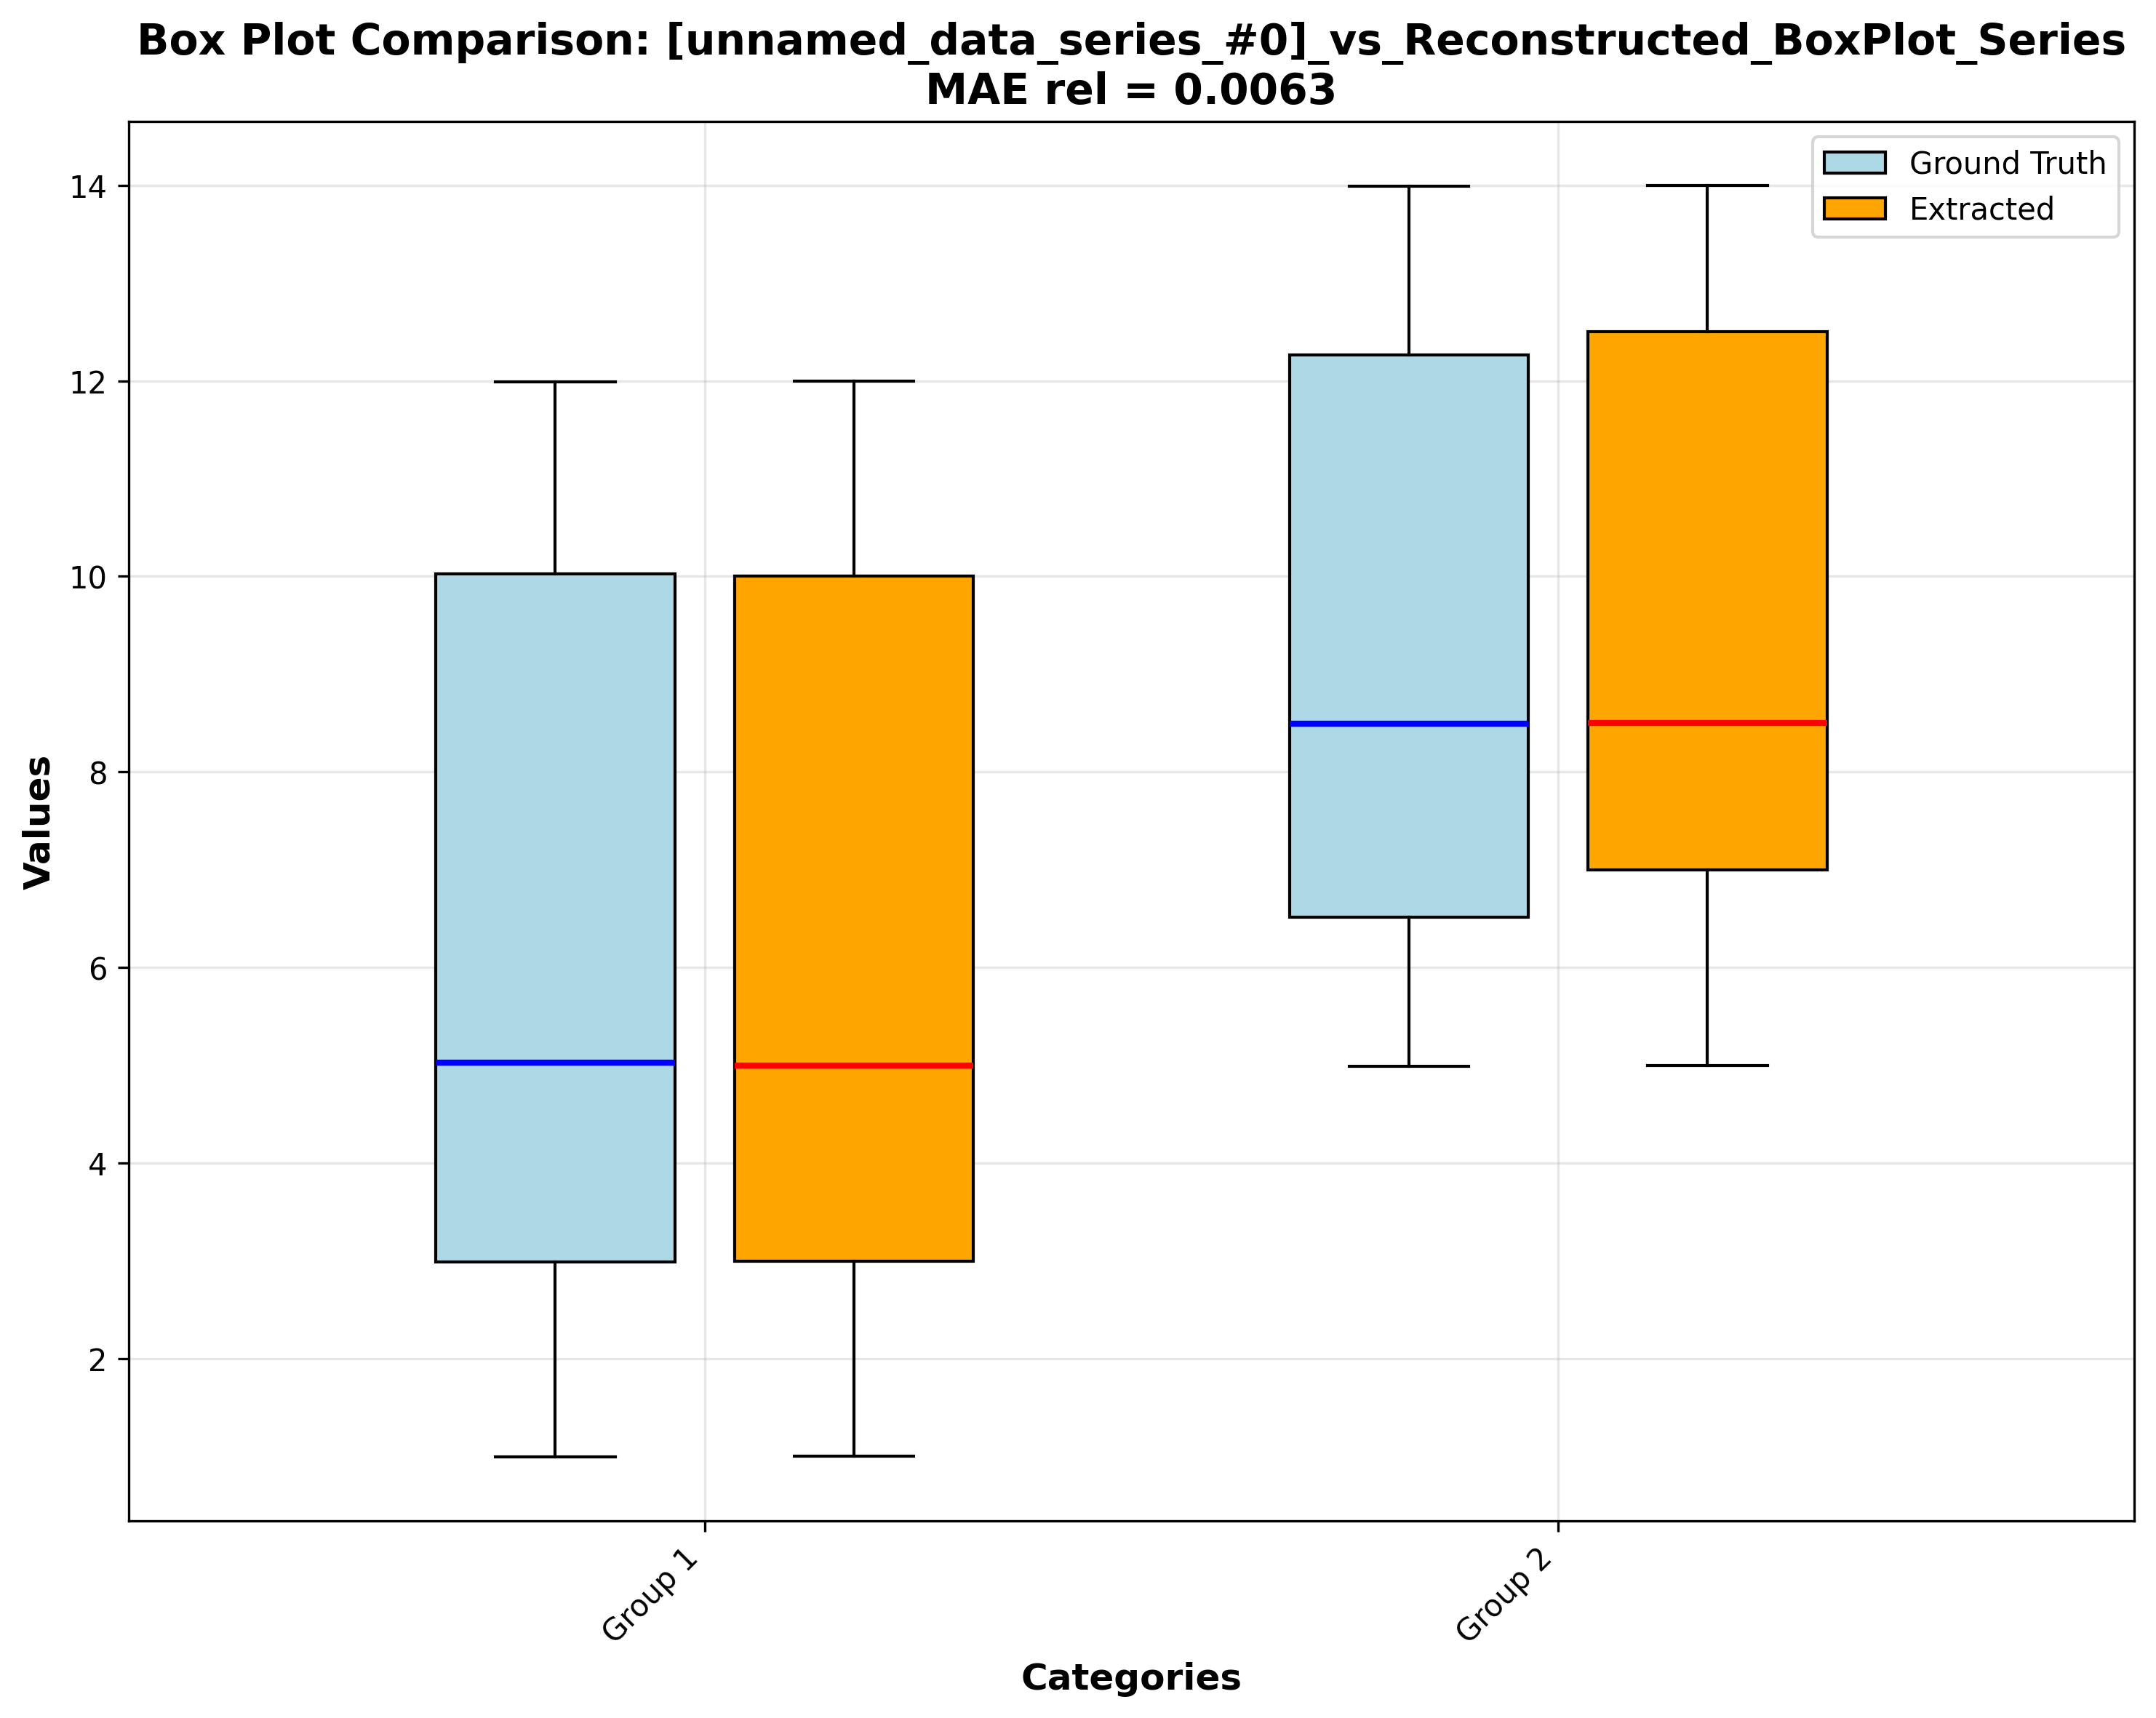 Box Plot Comparison: [unnamed_data_series_#0]_vs_Reconstructed_BoxPlot_Series
MAE rel = 0.0063
Ground Truth
Extracted
14
12
10
8
6
4
2
Values
Group 1
Group 2
Categories